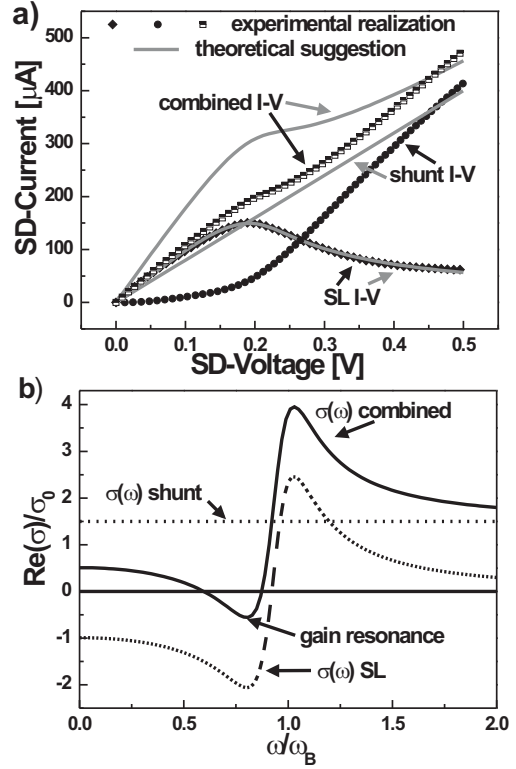 a)
experimental realization
theoretical suggestion
combined I-V
shunt I-V
SL I-V
SD-Current [μA]
500
400
300
200
100
0
0.0 0.1 0.2 0.3 0.4 0.5
SD-Voltage [V]
b)
σ(ω) combined
σ(ω) shunt
gain resonance
σ(ω) SL
Re(σ)/σ0
4
3
2
1
0
-1
-2
0.0 0.5 1.0 1.5 2.0
ω/ωB